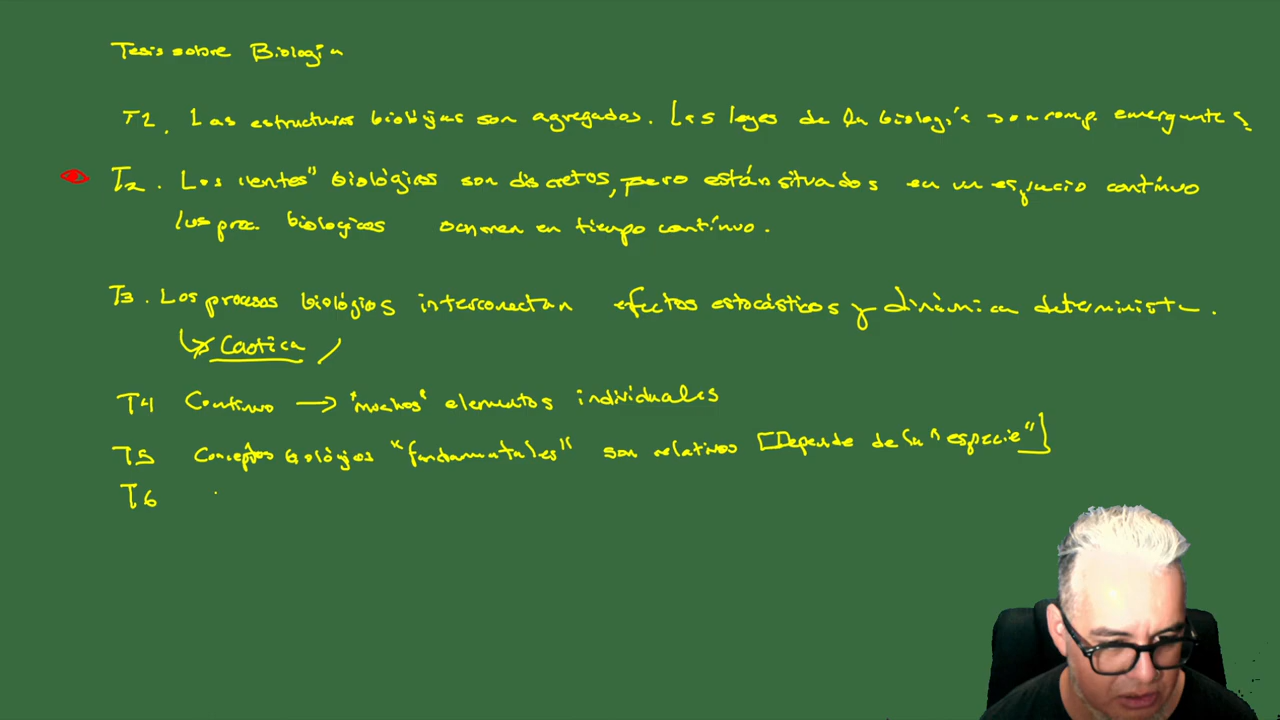 Tesis sobre Biología
T1. Las estructuras biológicas son agregados. Las leyes de la biología son comp. emergentes
T2. Los "entes" biológicos son discretos, pero están situados en un espacio continuo
los proc. biologicos ocurren en tiempo continuo.
T3. Los procesos biológios interconectan efectos estocásticos y dinámica determinista.
↳ Caotica /
T4 Continuo → "muchos" elementos individuales
T5 Conceptos biológicos "fundamentales" son relativos [Depende de la "especie"]
T6